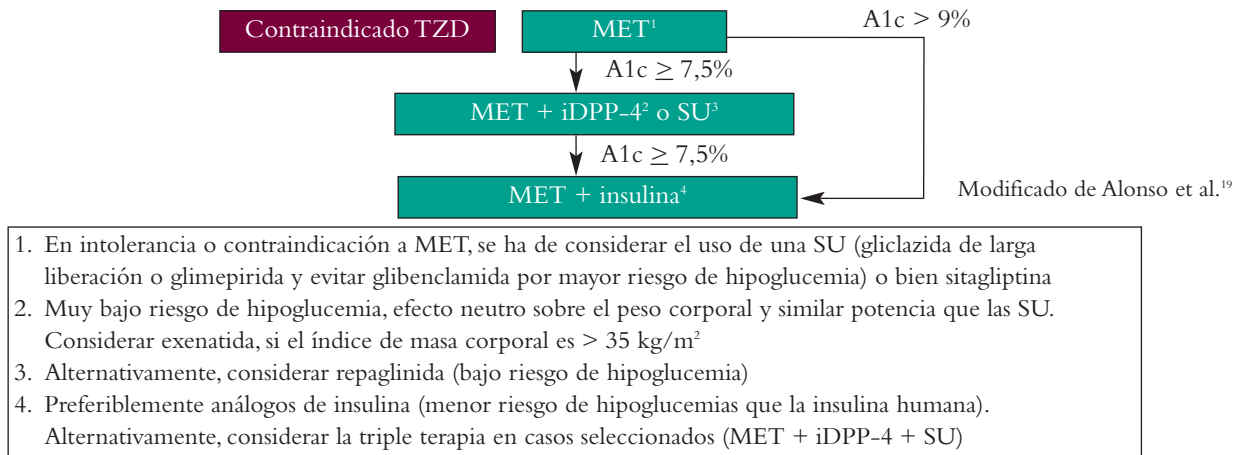 Contraindicado TZD
MET¹
A1c > 9%
A1c ≥ 7,5%
MET + iDPP-4² o SU³
A1c ≥ 7,5%
MET + insulina⁴
Modificado de Alonso et al.¹⁹
1. En intolerancia o contraindicación a MET, se ha de considerar el uso de una SU (gliclazida de larga
liberación o glimepirida y evitar glibenclamida por mayor riesgo de hipoglucemia) o bien sitagliptina
2. Muy bajo riesgo de hipoglucemia, efecto neutro sobre el peso corporal y similar potencia que las SU.
Considerar exenatida, si el índice de masa corporal es > 35 kg/m²
3. Alternativamente, considerar repaglinida (bajo riesgo de hipoglucemia)
4. Preferiblemente análogos de insulina (menor riesgo de hipoglucemias que la insulina humana).
Alternativamente, considerar la triple terapia en casos seleccionados (MET + iDPP-4 + SU)